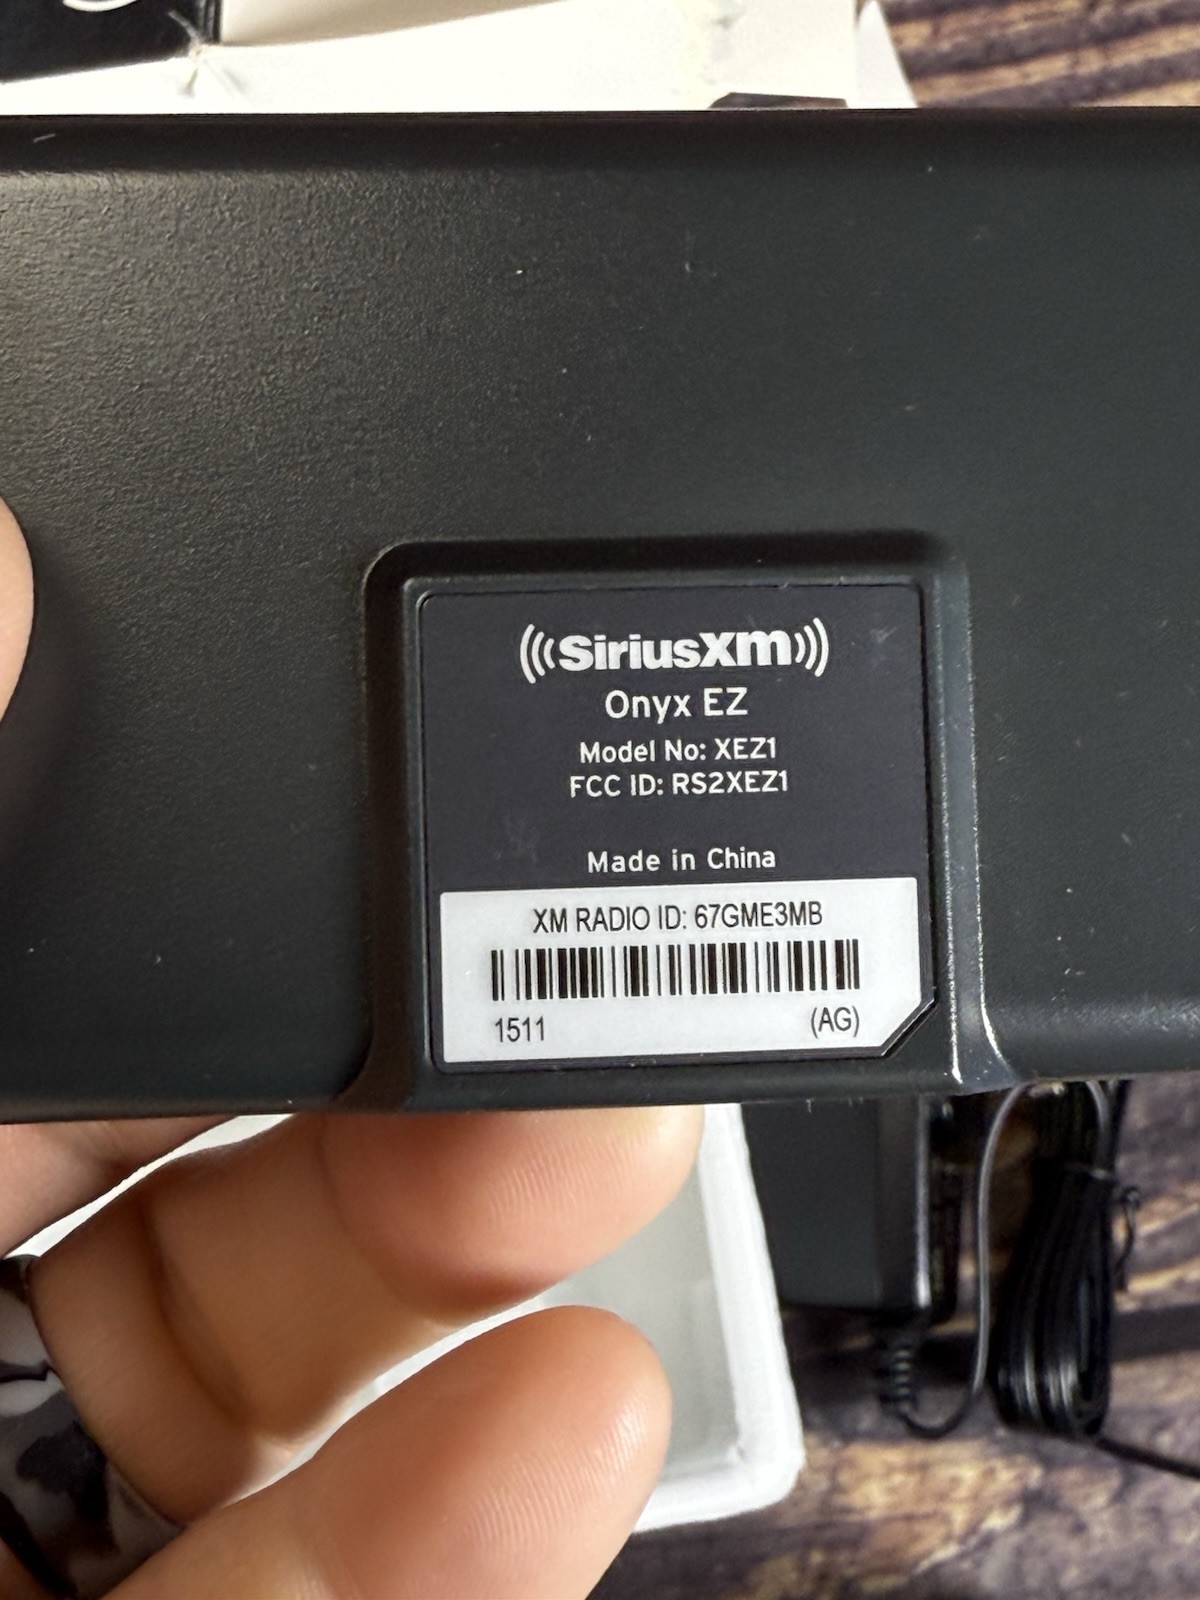 SiriusXM
Onyx EZ
Model No: XEZ1
FCC ID: RS2XEZ1
Made in China
XM RADIO ID: 67GME3MB
1511 (AG)